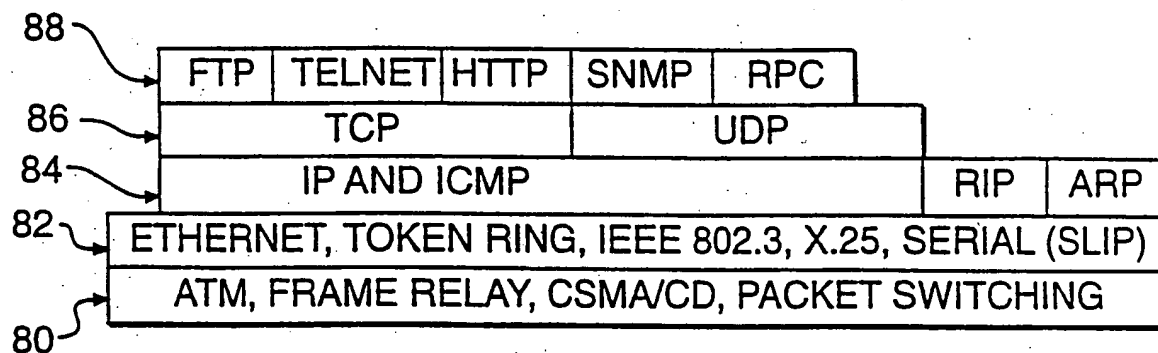 88 FTP TELNET HTTP SNMP RPC
86 TCP UDP
84 IP AND ICMP RIP ARP
82 ETHERNET, TOKEN RING, IEEE 802.3, X.25, SERIAL (SLIP)
80 ATM, FRAME RELAY, CSMA/CD, PACKET SWITCHING